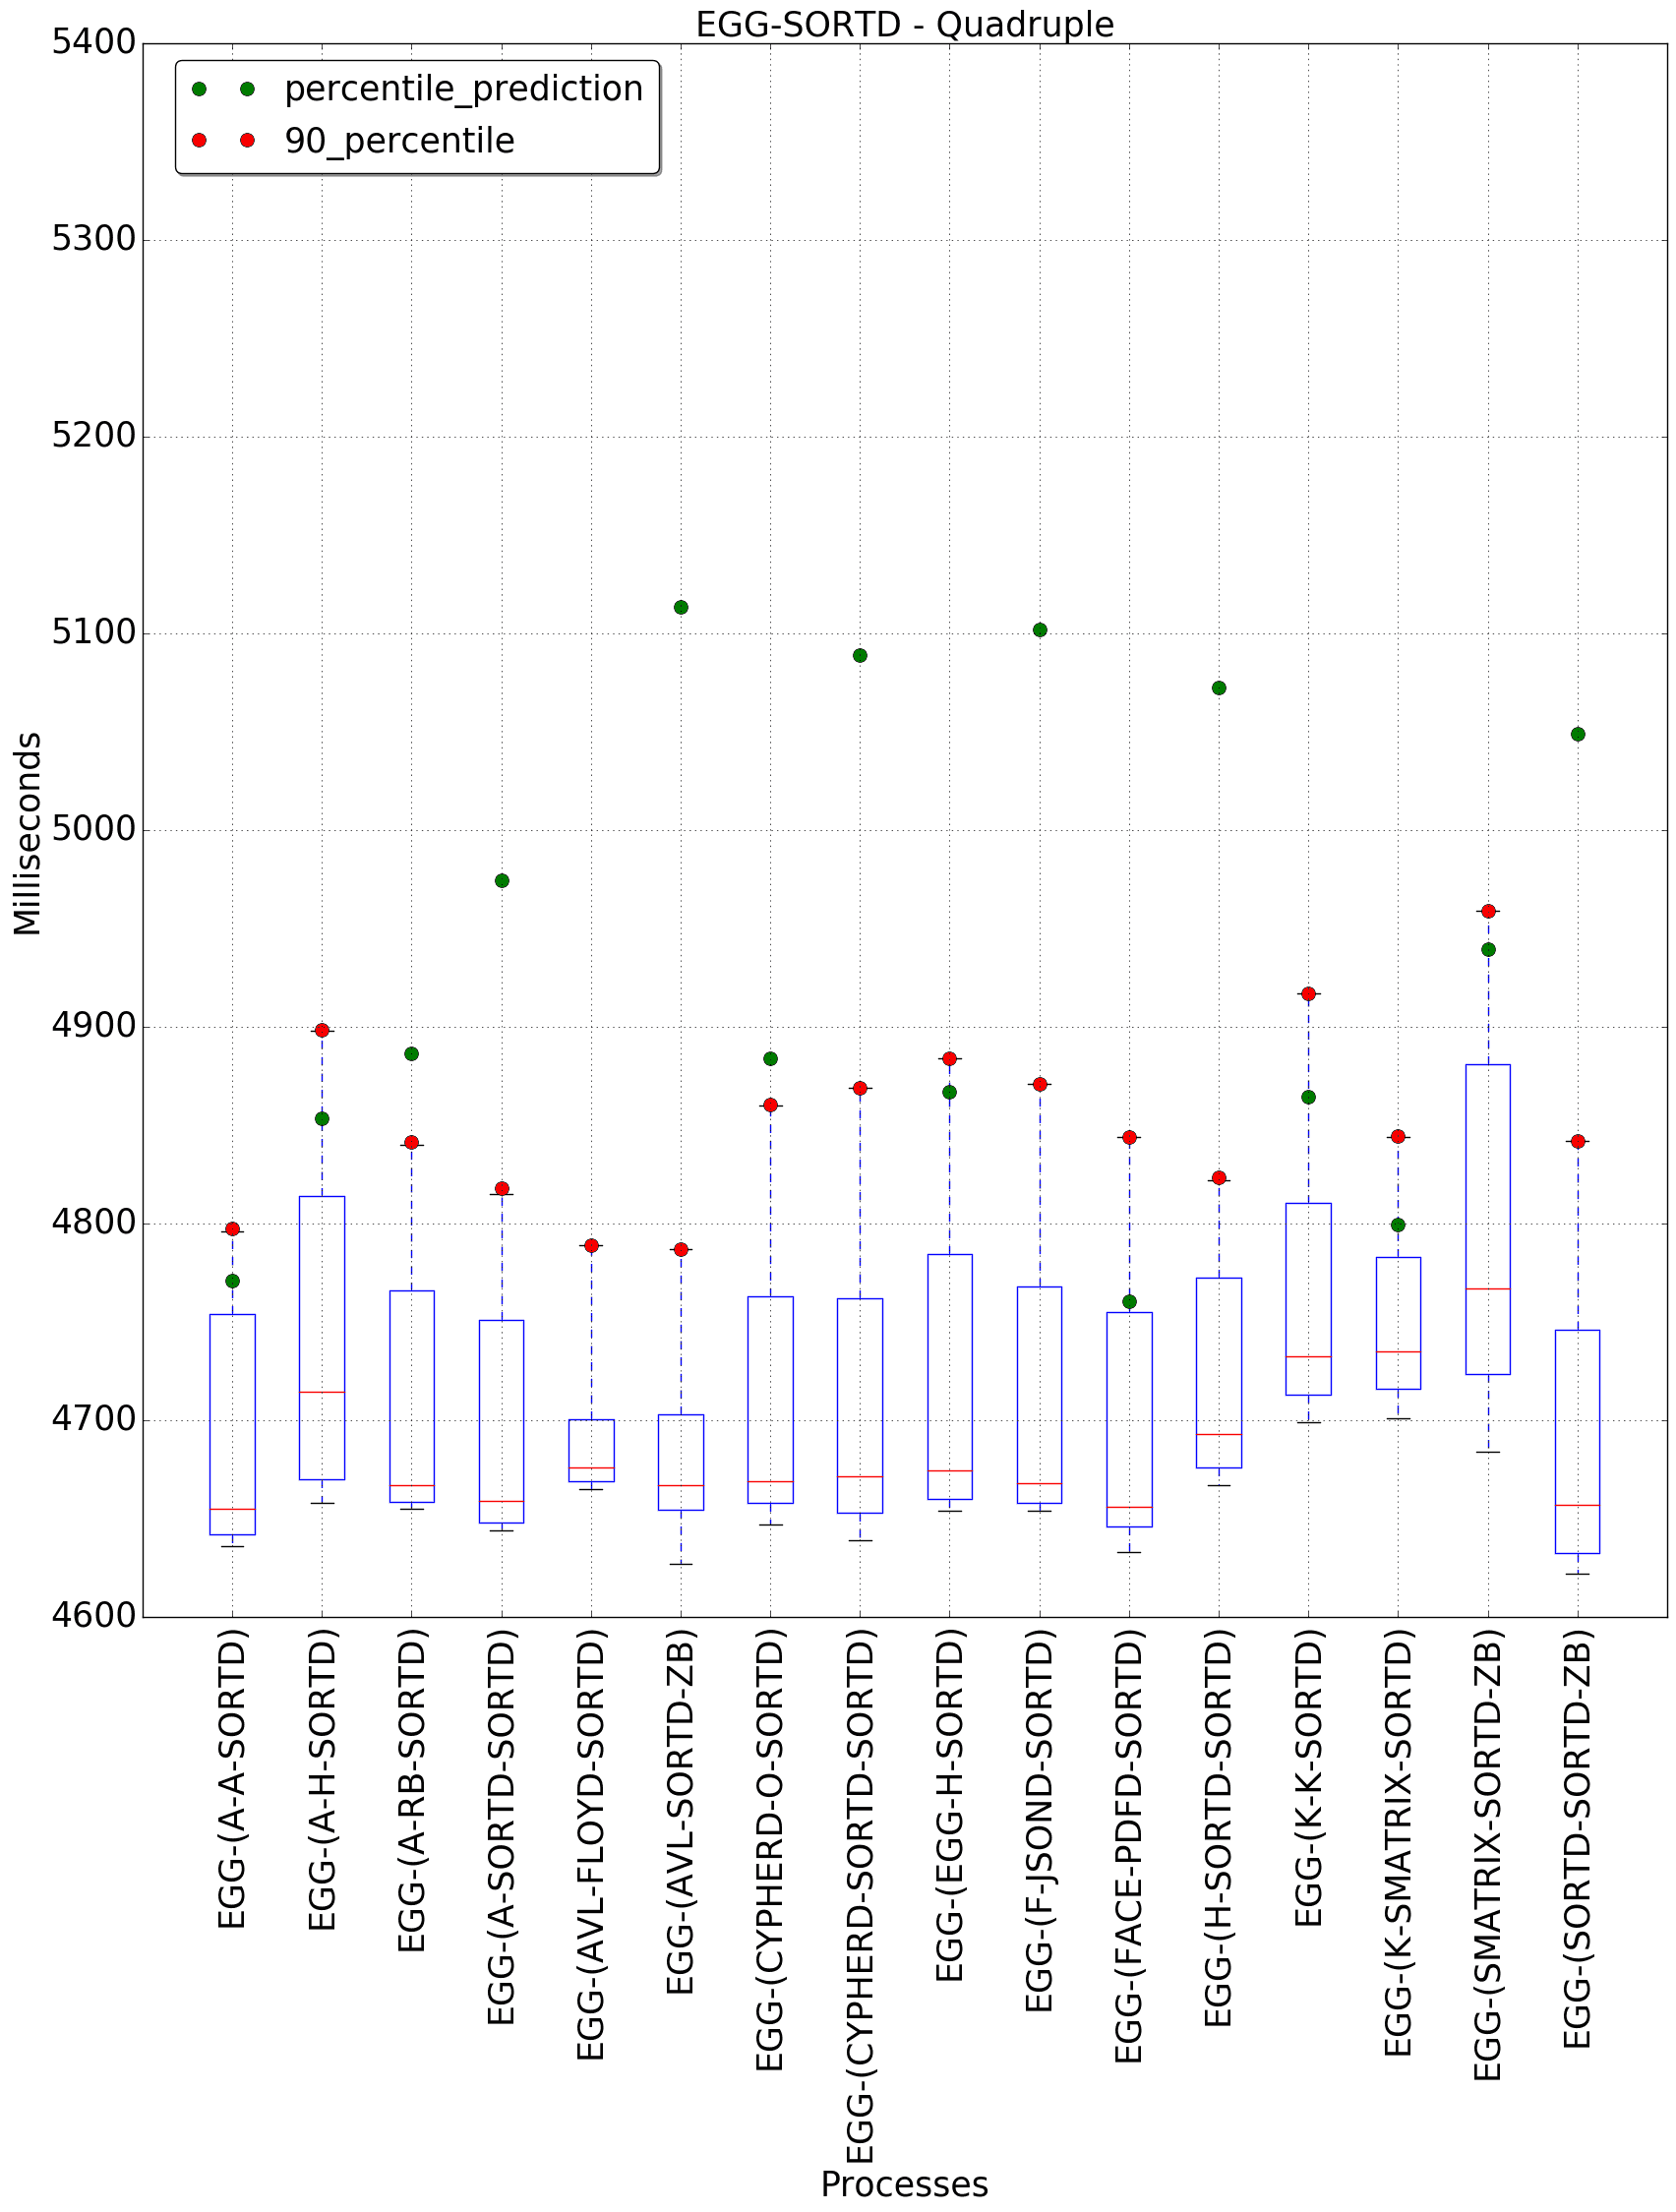 EGG-SORTD - Quadruple
5400
5300
5200
5100
5000
4900
4800
4700
4600
percentile_prediction
90_percentile
Milliseconds
EGG-(A-A-SORTD)
EGG-(A-H-SORTD)
EGG-(A-RB-SORTD)
EGG-(A-SORTD-SORTD)
EGG-(AVL-FLOYD-SORTD)
EGG-(AVL-SORTD-ZB)
EGG-(CYPHERD-O-SORTD)
EGG-(CYPHERD-SORTD-SORTD)
EGG-(EGG-H-SORTD)
EGG-(F-JSOND-SORTD)
EGG-(FACE-PDFD-SORTD)
EGG-(H-SORTD-SORTD)
EGG-(K-K-SORTD)
EGG-(K-SMATRIX-SORTD)
EGG-(SMATRIX-SORTD-ZB)
EGG-(SORTD-SORTD-ZB)
Processes